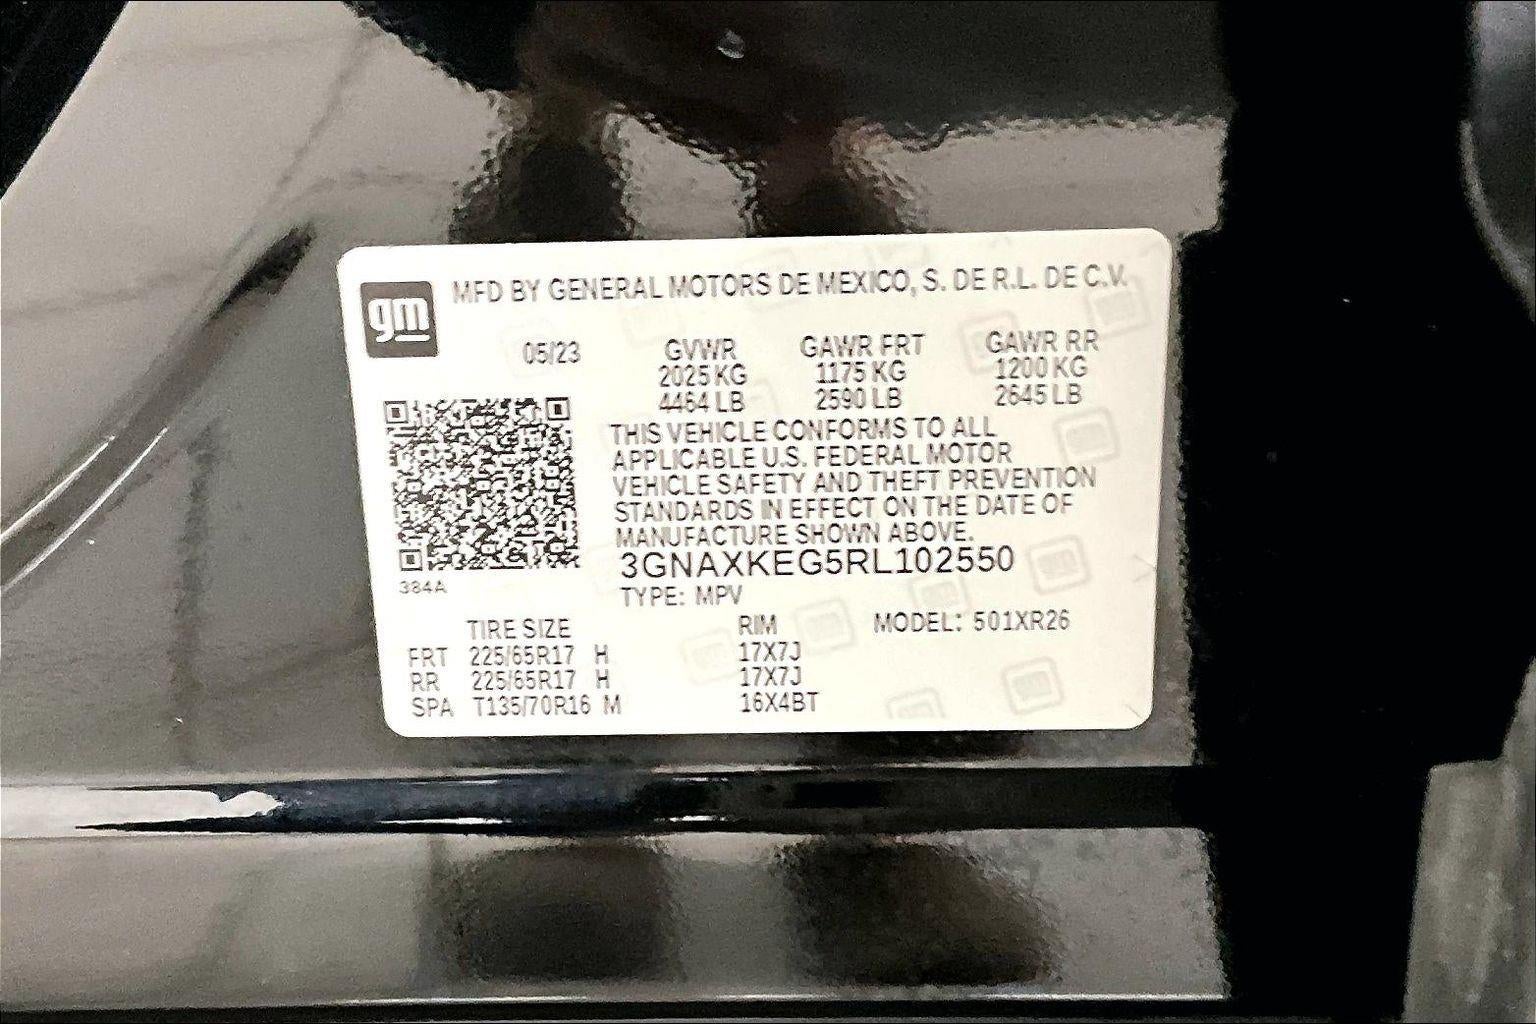 gm
MFD BY GENERAL MOTORS DE MEXICO, S. DE R.L. DE C.V.
05/23 GVWR GAWR FRT GAWR RR
2025 KG 1175 KG 1200 KG
4464 LB 2590 LB 2645 LB
THIS VEHICLE CONFORMS TO ALL
APPLICABLE U.S. FEDERAL MOTOR
VEHICLE SAFETY AND THEFT PREVENTION
STANDARDS IN EFFECT ON THE DATE OF
MANUFACTURE SHOWN ABOVE.
3GNAXKEG5RL102550
384A
TYPE: MPV
TIRE SIZE RIM MODEL: 501XR26
FRT 225/65R17 H 17X7J
RR 225/65R17 H 17X7J
SPA T135/70R16 M 16X4BT